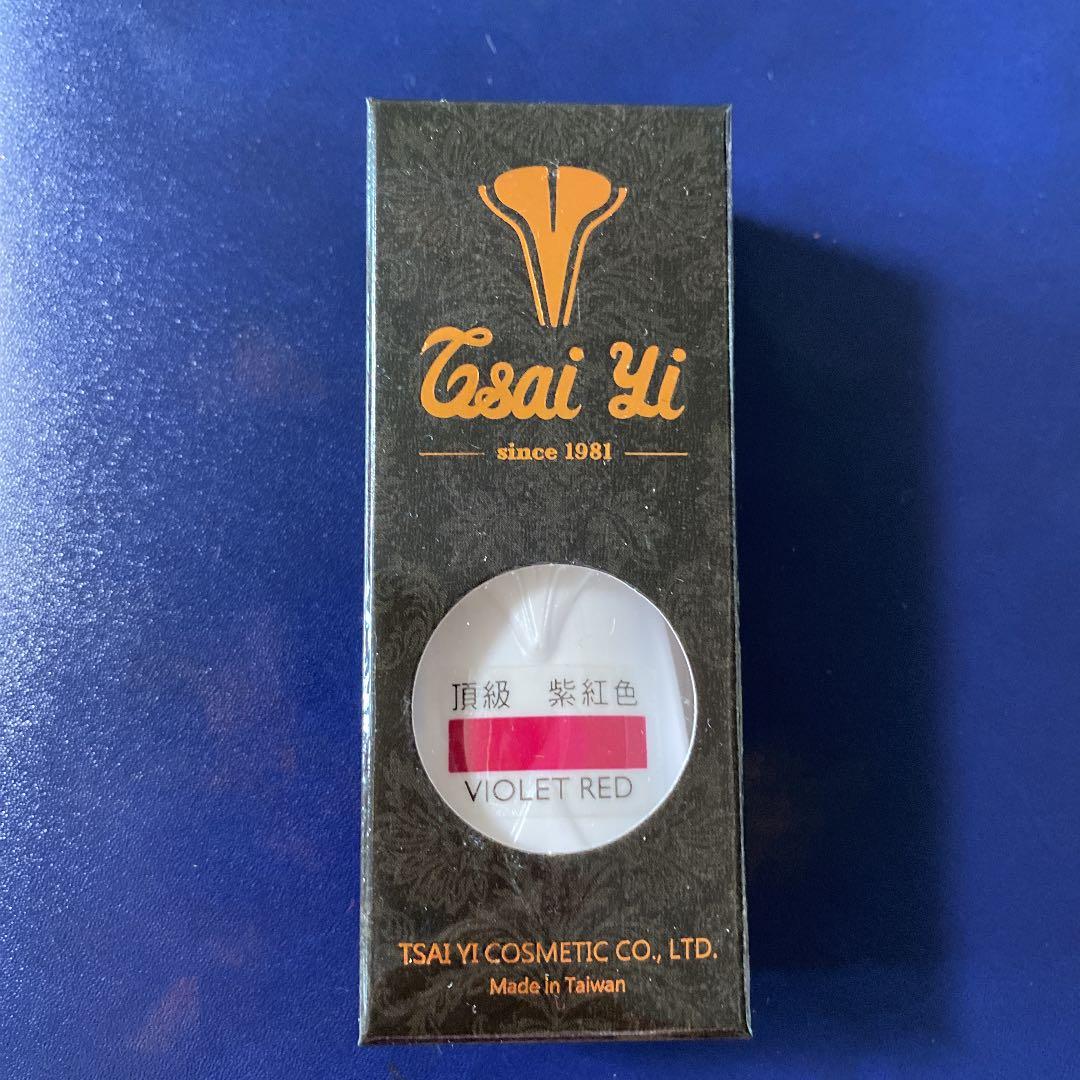 Tsai Yi
since 1981
頂級 紫紅色
VIOLET RED
TSAI YI COSMETIC CO., LTD.
Made in Taiwan